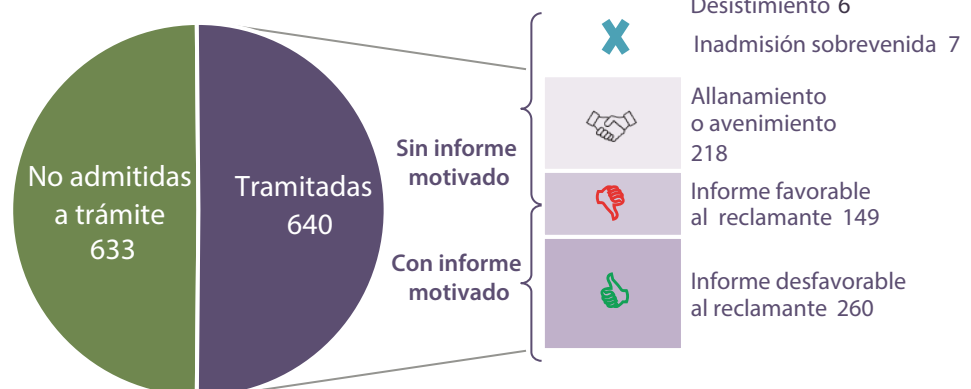 Desistimiento 6
Inadmisión sobrevenida 7
Allanamiento
o avenimiento
218
Sin informe
motivado
No admitidas
a trámite
633
Tramitadas
640
Informe favorable
al reclamante 149
Con informe
motivado
Informe desfavorable
al reclamante 260